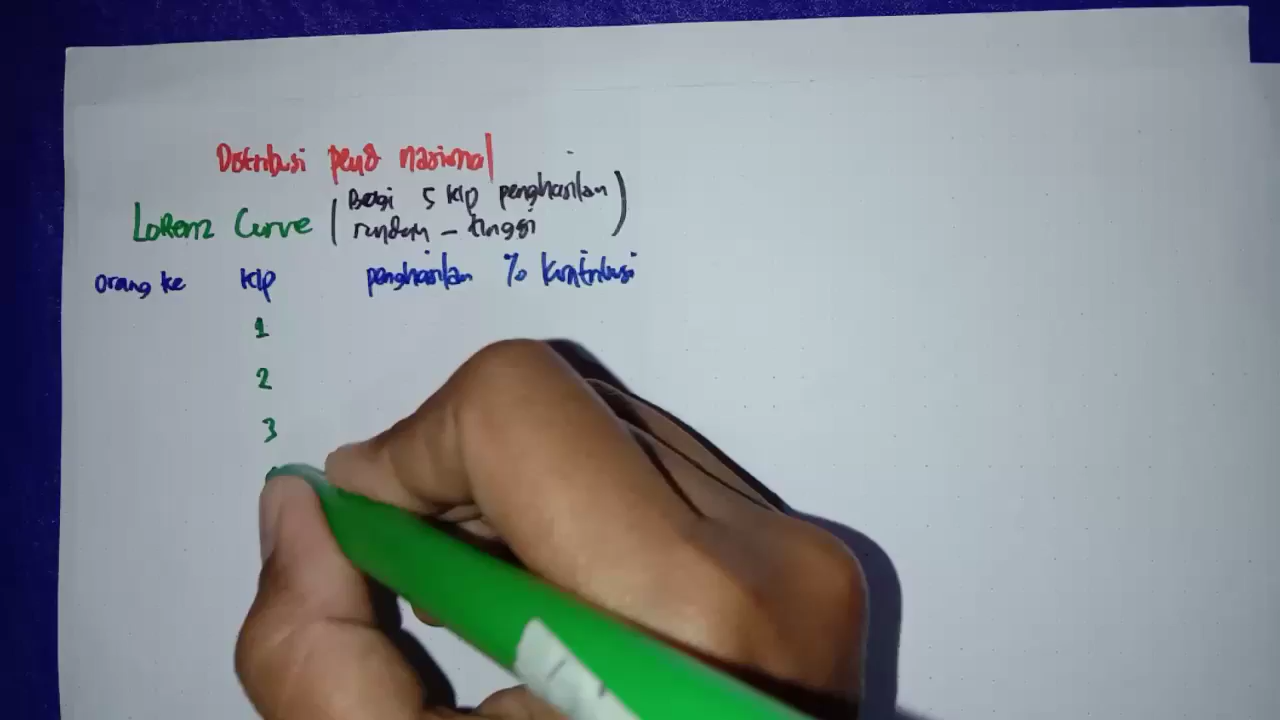 Distribusi pend nasional
Lorenz Curve ( Bagi 5 Klp penghasilan
rendah - tinggi )
orang ke Klp penghasilan % kontribusi
1
2
3